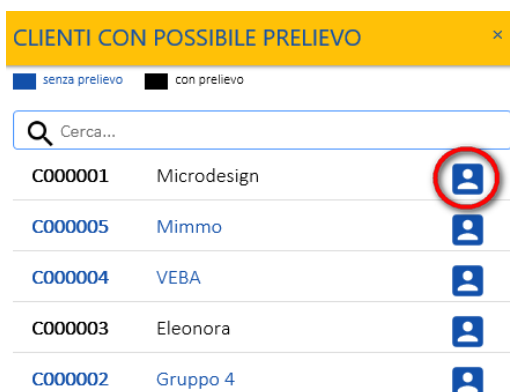 CLIENTI CON POSSIBILE PRELIEVO ×
senza prelievo con prelievo
Cerca...
C000001 Microdesign
C000005 Mimmo
C000004 VEBA
C000003 Eleonora
C000002 Gruppo 4